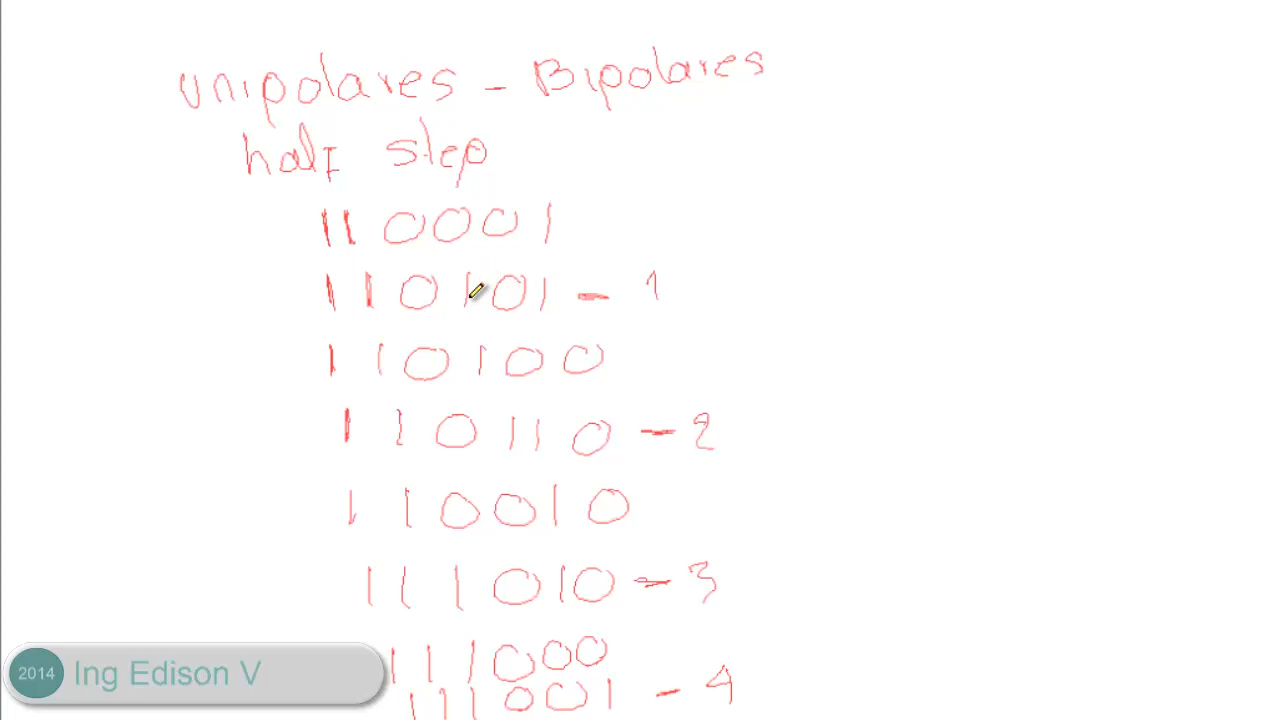 unipolares - Bipolares
half step
110001
110101 - 1
110100
110110 - 2
110010
111010 - 3
111000
111001 - 4
2014 Ing Edison V